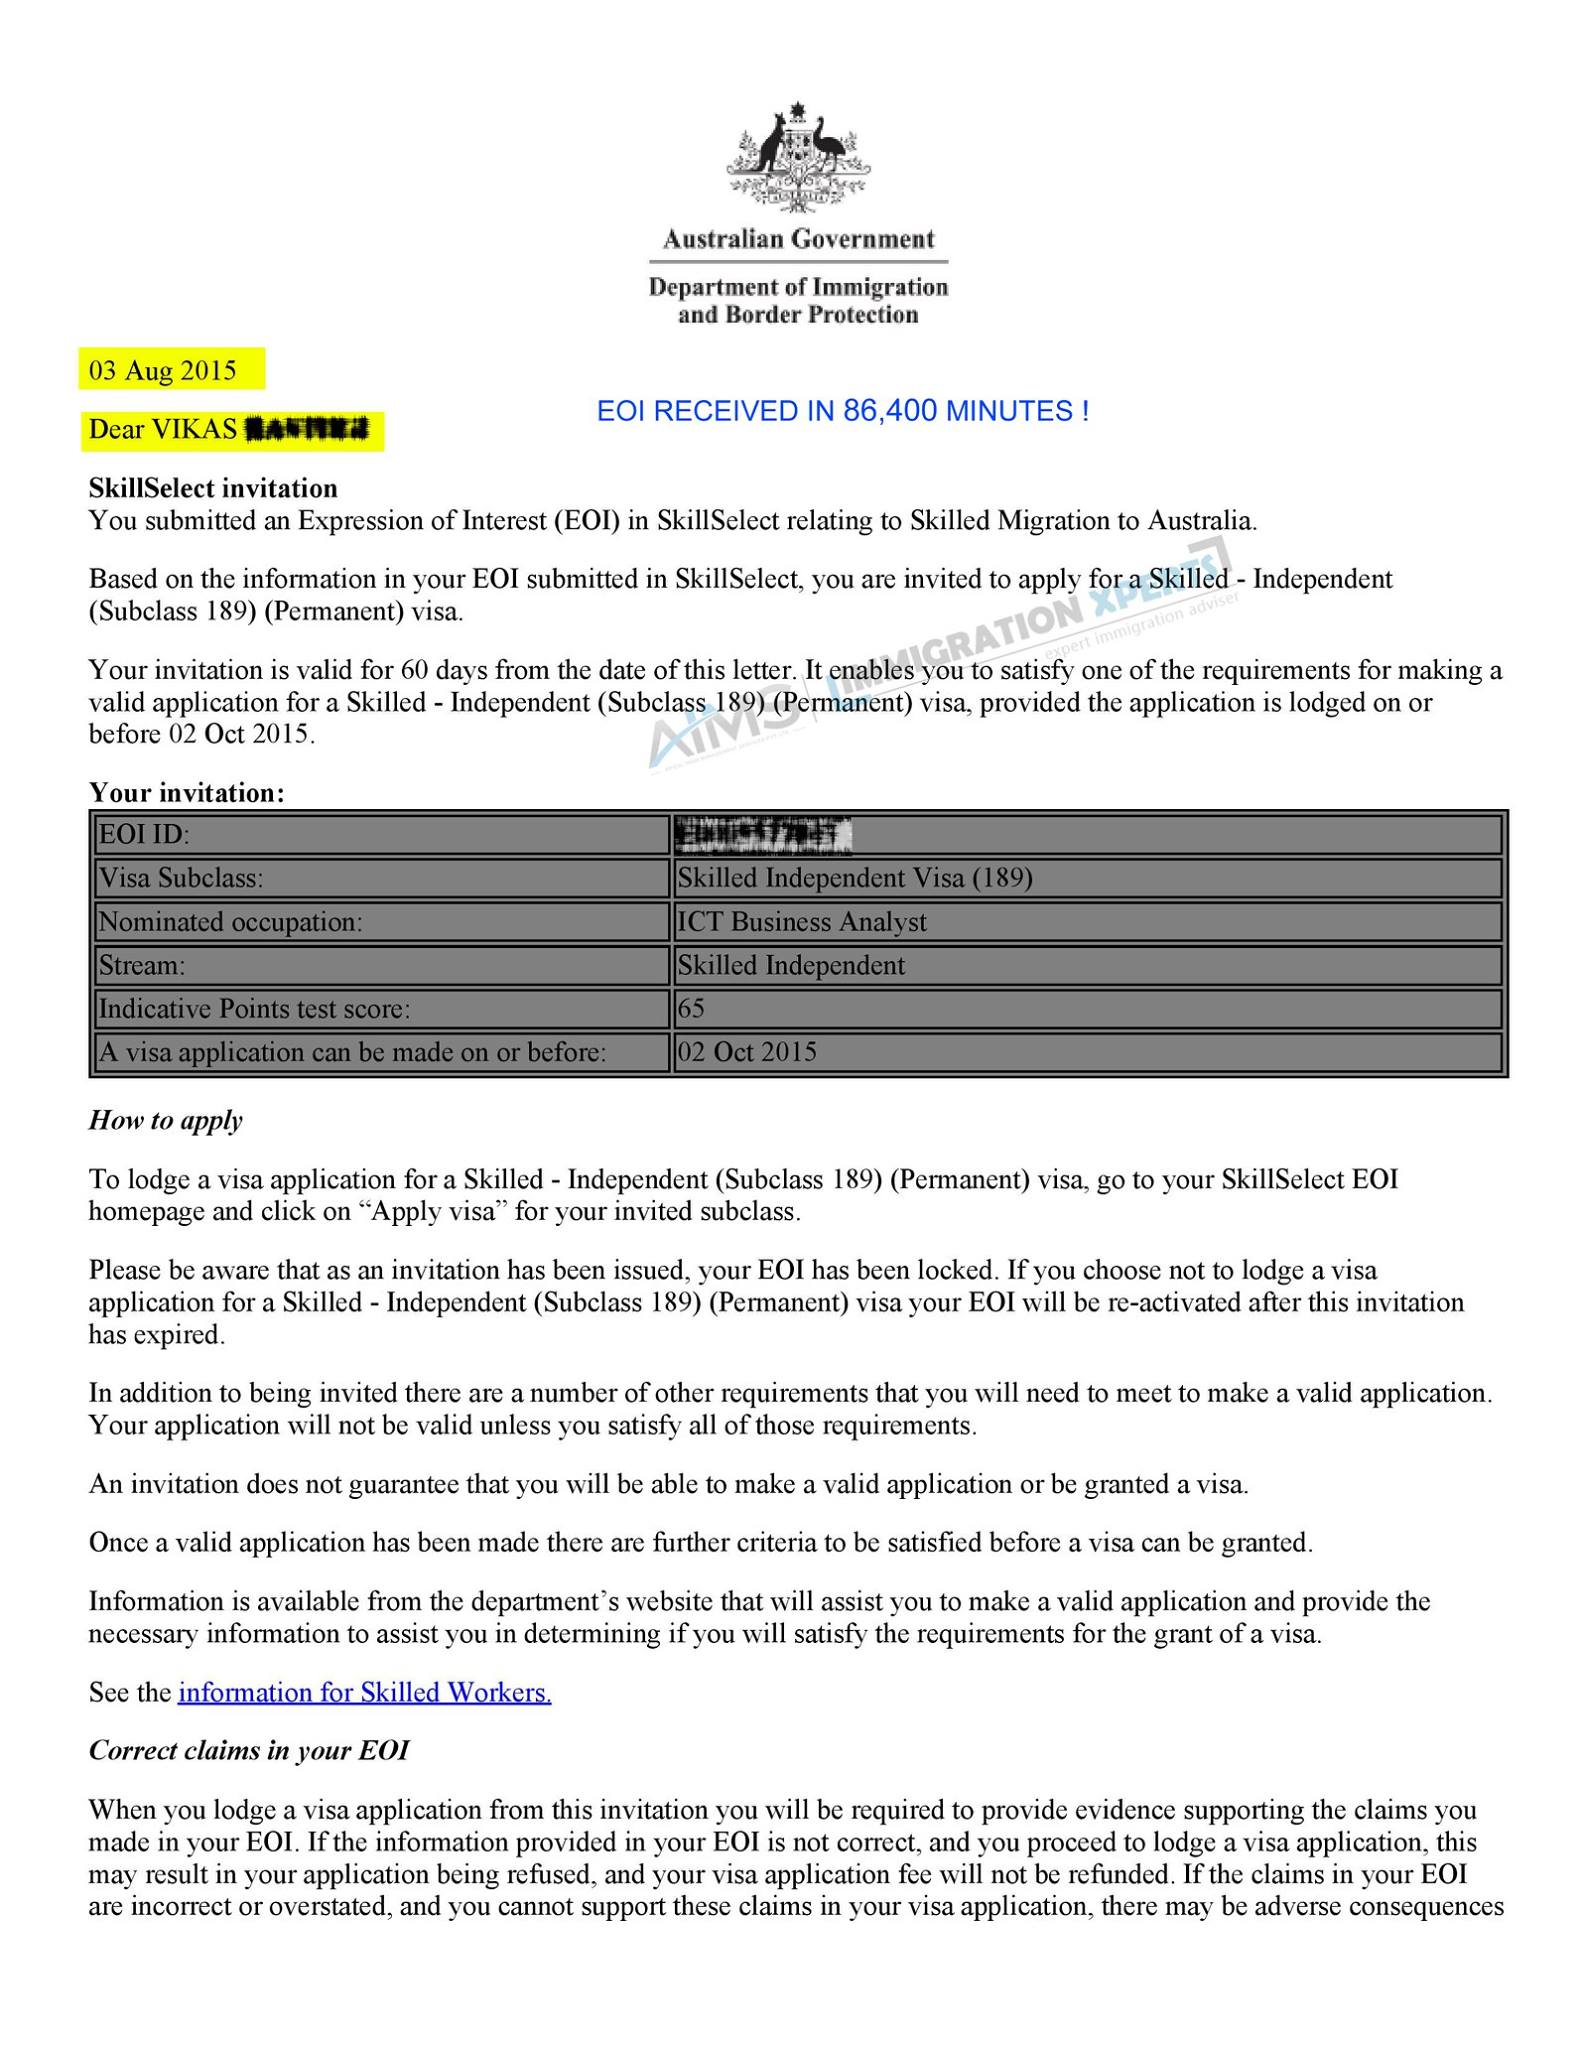 AUSTRALIA
Australian Government
Department of Immigration
and Border Protection
03 Aug 2015
EOI RECEIVED IN 86,400 MINUTES !
Dear VIKAS
SkillSelect invitation
You submitted an Expression of Interest (EOI) in SkillSelect relating to Skilled Migration to Australia.
Based on the information in your EOI submitted in SkillSelect, you are invited to apply for a Skilled - Independent
(Subclass 189) (Permanent) visa.
Your invitation is valid for 60 days from the date of this letter. It enables you to satisfy one of the requirements for making a
valid application for a Skilled - Independent (Subclass 189) (Permanent) visa, provided the application is lodged on or
before 02 Oct 2015.
AIMS IMMIGRATION XPERTS
expert immigration adviser
Your invitation:
EOI ID:
Visa Subclass: Skilled Independent Visa (189)
Nominated occupation: ICT Business Analyst
Stream: Skilled Independent
Indicative Points test score: 65
A visa application can be made on or before: 02 Oct 2015
How to apply
To lodge a visa application for a Skilled - Independent (Subclass 189) (Permanent) visa, go to your SkillSelect EOI
homepage and click on “Apply visa” for your invited subclass.
Please be aware that as an invitation has been issued, your EOI has been locked. If you choose not to lodge a visa
application for a Skilled - Independent (Subclass 189) (Permanent) visa your EOI will be re-activated after this invitation
has expired.
In addition to being invited there are a number of other requirements that you will need to meet to make a valid application.
Your application will not be valid unless you satisfy all of those requirements.
An invitation does not guarantee that you will be able to make a valid application or be granted a visa.
Once a valid application has been made there are further criteria to be satisfied before a visa can be granted.
Information is available from the department’s website that will assist you to make a valid application and provide the
necessary information to assist you in determining if you will satisfy the requirements for the grant of a visa.
See the information for Skilled Workers.
Correct claims in your EOI
When you lodge a visa application from this invitation you will be required to provide evidence supporting the claims you
made in your EOI. If the information provided in your EOI is not correct, and you proceed to lodge a visa application, this
may result in your application being refused, and your visa application fee will not be refunded. If the claims in your EOI
are incorrect or overstated, and you cannot support these claims in your visa application, there may be adverse consequences